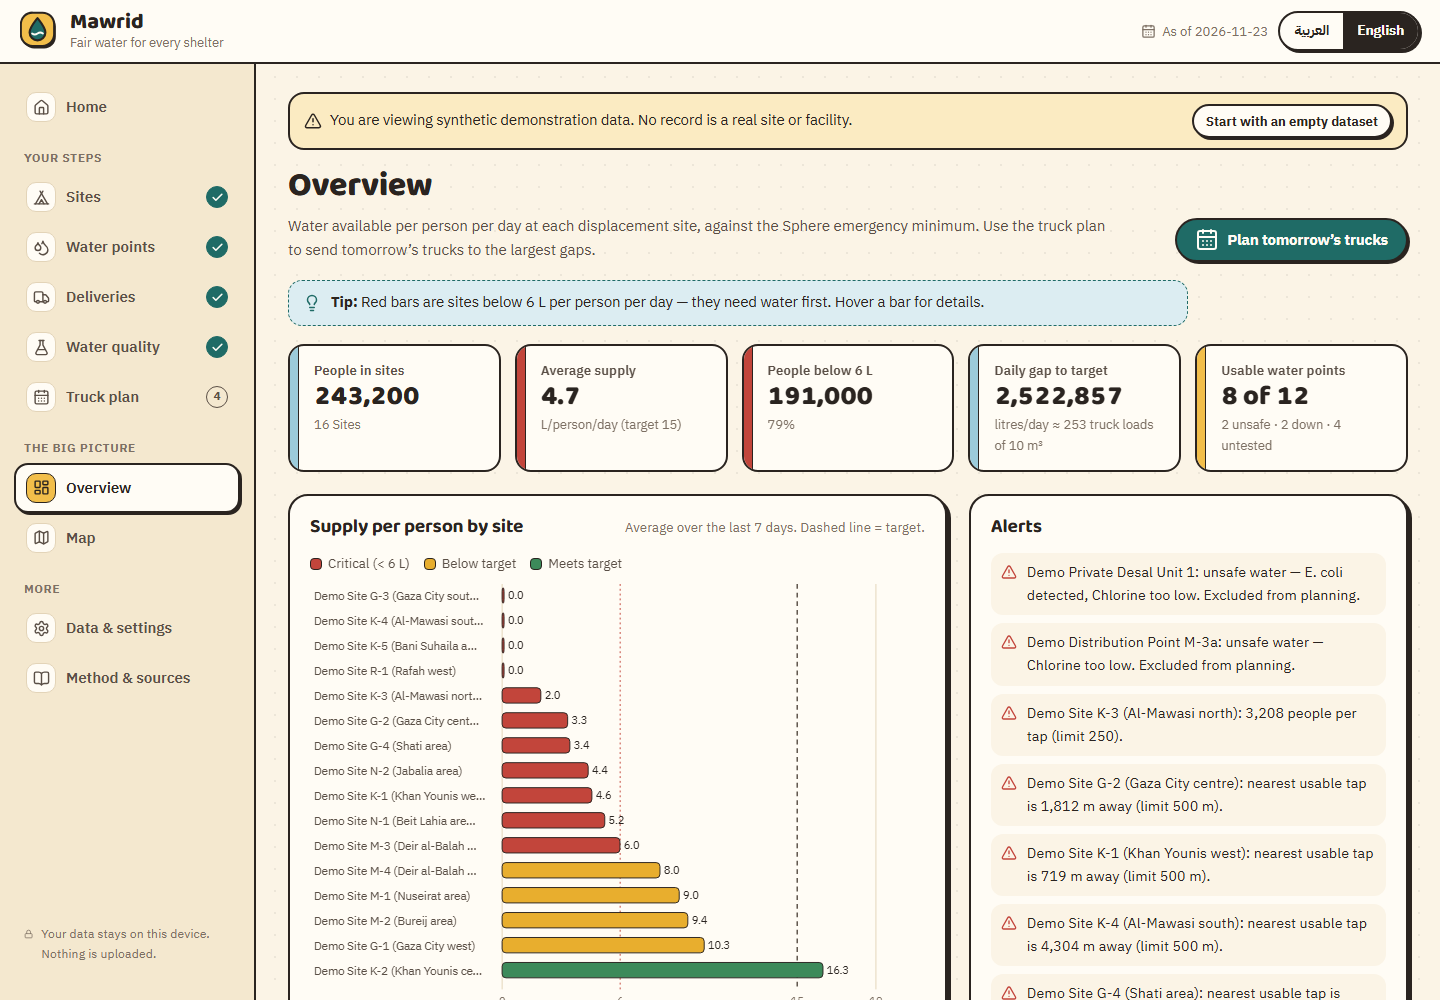 Mawrid
Fair water for every shelter
As of 2026-11-23
العربية
English
Home
YOUR STEPS
Sites
Water points
Deliveries
Water quality
Truck plan
4
THE BIG PICTURE
Overview
Map
MORE
Data & settings
Method & sources
Your data stays on this device.
Nothing is uploaded.
You are viewing synthetic demonstration data. No record is a real site or facility.
Start with an empty dataset
Overview
Water available per person per day at each displacement site, against the Sphere emergency minimum. Use the truck plan
to send tomorrow’s trucks to the largest gaps.
Plan tomorrow’s trucks
Tip: Red bars are sites below 6 L per person per day — they need water first. Hover a bar for details.
People in sites
243,200
16 Sites
Average supply
4.7
L/person/day (target 15)
People below 6 L
191,000
79%
Daily gap to target
2,522,857
litres/day ≈ 253 truck loads
of 10 m³
Usable water points
8 of 12
2 unsafe · 2 down · 4
untested
Supply per person by site
Average over the last 7 days. Dashed line = target.
Critical (< 6 L)
Below target
Meets target
Demo Site G-3 (Gaza City sout... 0.0
Demo Site K-4 (Al-Mawasi sout... 0.0
Demo Site K-5 (Bani Suhaila a... 0.0
Demo Site R-1 (Rafah west) 0.0
Demo Site K-3 (Al-Mawasi nort... 2.0
Demo Site G-2 (Gaza City cent... 3.3
Demo Site G-4 (Shati area) 3.4
Demo Site N-2 (Jabalia area) 4.4
Demo Site K-1 (Khan Younis we... 4.6
Demo Site N-1 (Beit Lahia are... 5.2
Demo Site M-3 (Deir al-Balah ... 6.0
Demo Site M-4 (Deir al-Balah ... 8.0
Demo Site M-1 (Nuseirat area) 9.0
Demo Site M-2 (Bureij area) 9.4
Demo Site G-1 (Gaza City west) 10.3
Demo Site K-2 (Khan Younis ce... 16.3
Alerts
Demo Private Desal Unit 1: unsafe water — E. coli
detected, Chlorine too low. Excluded from planning.
Demo Distribution Point M-3a: unsafe water —
Chlorine too low. Excluded from planning.
Demo Site K-3 (Al-Mawasi north): 3,208 people per
tap (limit 250).
Demo Site G-2 (Gaza City centre): nearest usable tap
is 1,812 m away (limit 500 m).
Demo Site K-1 (Khan Younis west): nearest usable tap
is 719 m away (limit 500 m).
Demo Site K-4 (Al-Mawasi south): nearest usable tap
is 4,304 m away (limit 500 m).
Demo Site G-4 (Shati area): nearest usable tap is